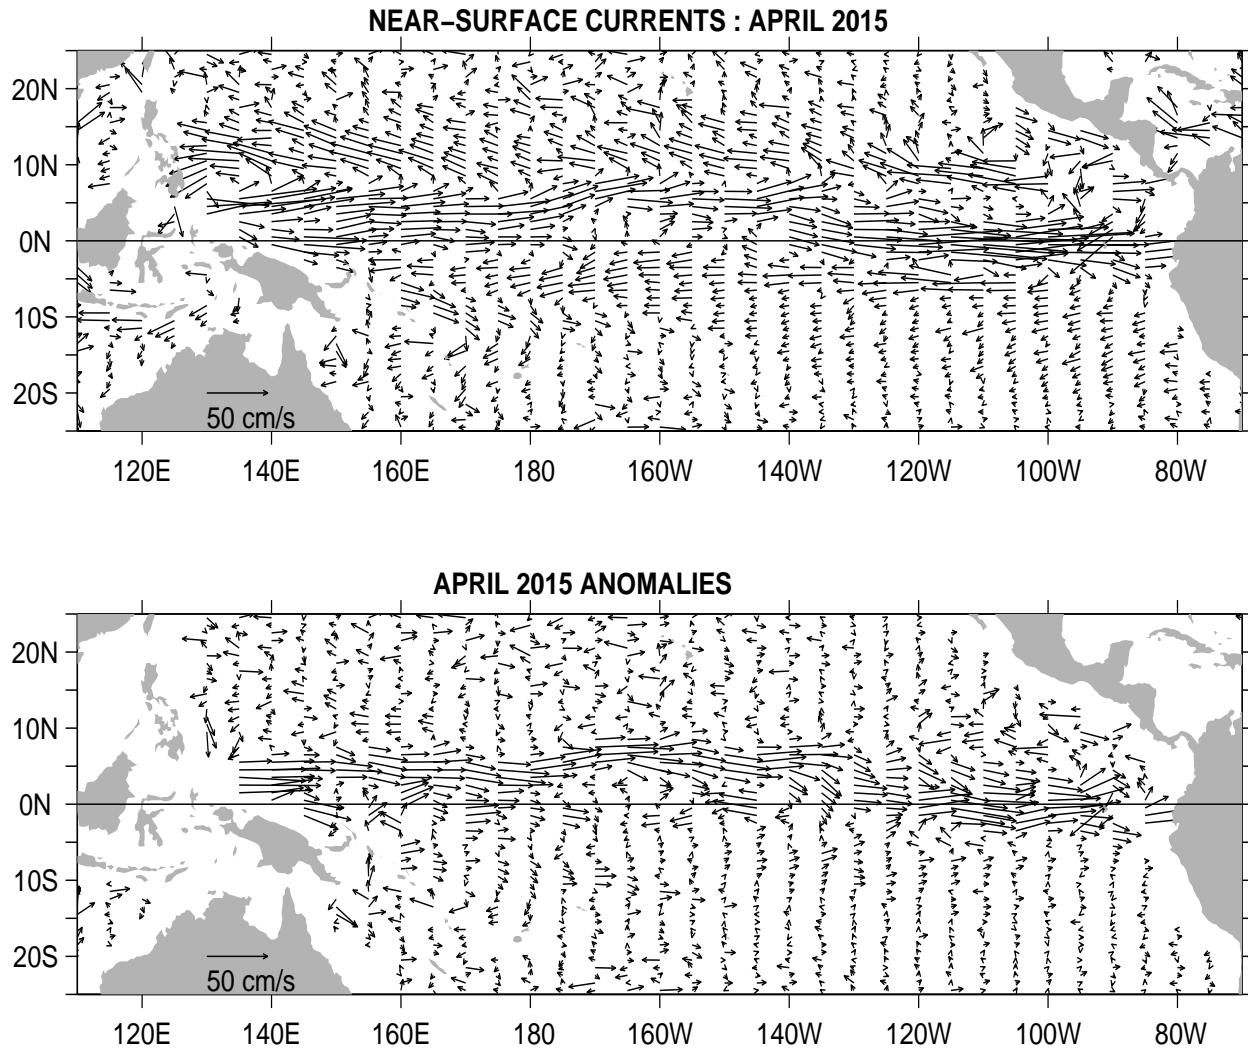 NEAR−SURFACE CURRENTS : APRIL 2015
20N
10N
0N
10S
20S
50 cm/s
120E 140E 160E 180 160W 140W 120W 100W 80W
APRIL 2015 ANOMALIES
20N
10N
0N
10S
20S
50 cm/s
120E 140E 160E 180 160W 140W 120W 100W 80W